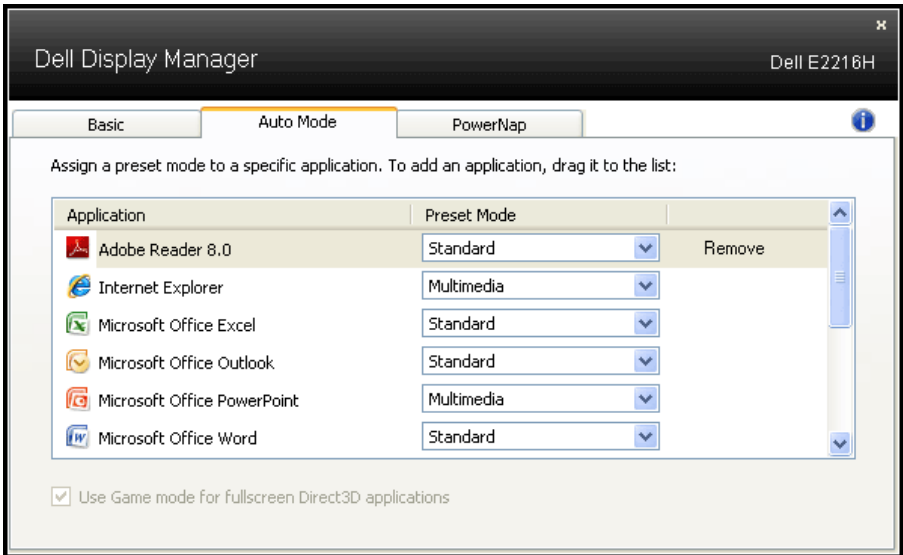 x
Dell Display Manager
Dell E2216H
Basic Auto Mode PowerNap
Assign a preset mode to a specific application. To add an application, drag it to the list:
Application Preset Mode
Adobe Reader 8.0 Standard Remove
Internet Explorer Multimedia
Microsoft Office Excel Standard
Microsoft Office Outlook Standard
Microsoft Office PowerPoint Multimedia
Microsoft Office Word Standard
Use Game mode for fullscreen Direct3D applications